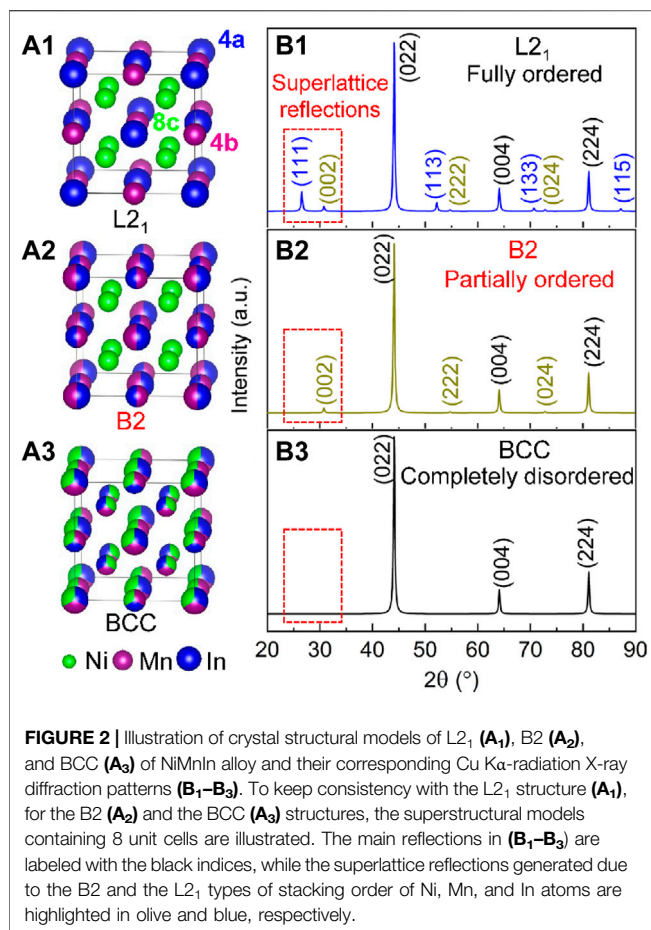 A1
4a
8c
4b
L2₁
A2
B2
A3
BCC
Ni Mn In
B1
L2₁
Fully ordered
Superlattice
reflections
(111)
(002)
(022)
(113)
(222)
(004)
(133)
(024)
(224)
(115)
B2
B2
Partially ordered
(002)
(022)
(222)
(004)
(024)
(224)
B3
BCC
Completely disordered
(022)
(004)
(224)
Intensity (a.u.)
20 30 40 50 60 70 80 90
2θ (°)
FIGURE 2 | Illustration of crystal structural models of L2₁ (A₁), B2 (A₂),
and BCC (A₃) of NiMnIn alloy and their corresponding Cu Kα-radiation X-ray
diffraction patterns (B₁–B₃). To keep consistency with the L2₁ structure (A₁),
for the B2 (A₂) and the BCC (A₃) structures, the superstructural models
containing 8 unit cells are illustrated. The main reflections in (B₁–B₃) are
labeled with the black indices, while the superlattice reflections generated due
to the B2 and the L2₁ types of stacking order of Ni, Mn, and In atoms are
highlighted in olive and blue, respectively.